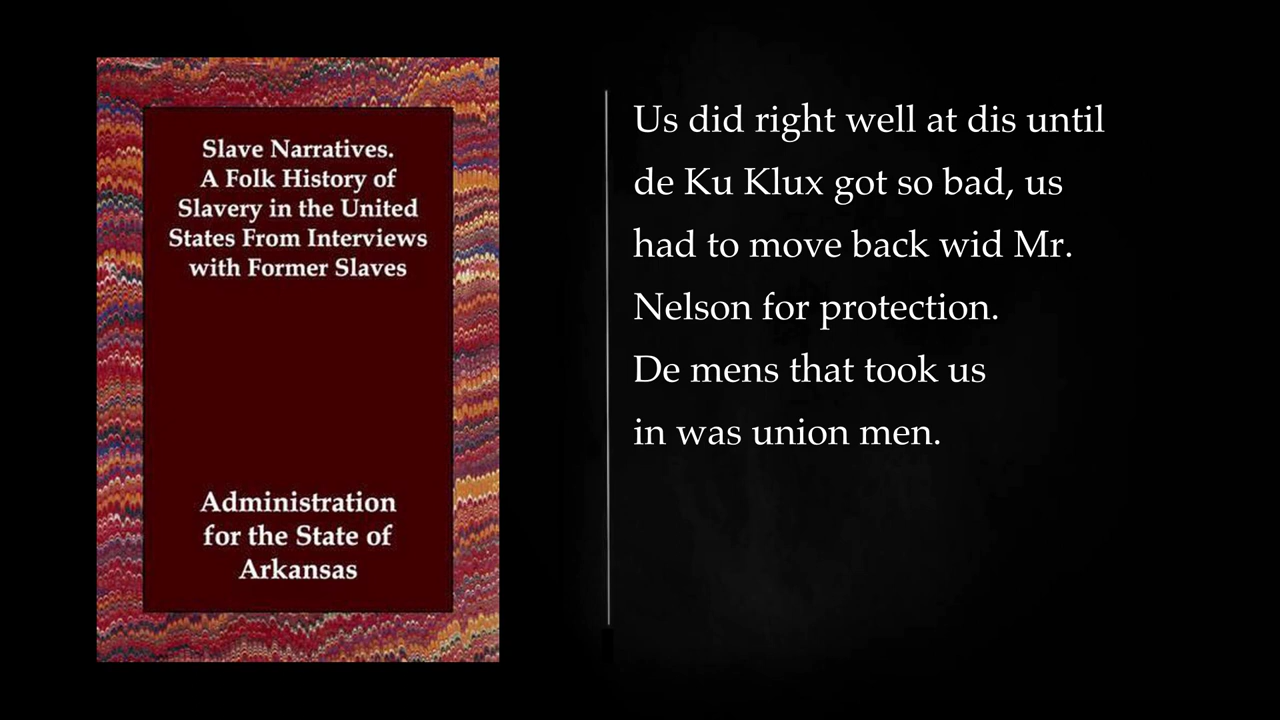 Slave Narratives.
A Folk History of
Slavery in the United
States From Interviews
with Former Slaves
Administration
for the State of
Arkansas
Us did right well at dis until
de Ku Klux got so bad, us
had to move back wid Mr.
Nelson for protection.
De mens that took us
in was union men.